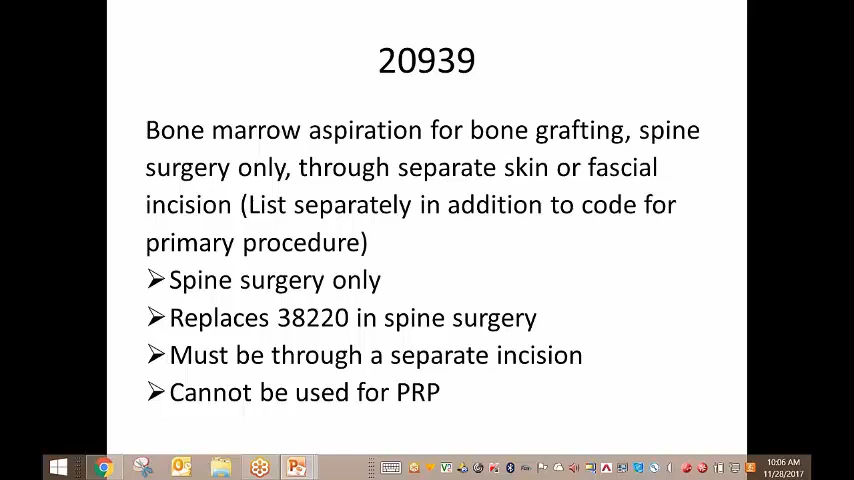 20939
Bone marrow aspiration for bone grafting, spine
surgery only, through separate skin or fascial
incision (List separately in addition to code for
primary procedure)
➢Spine surgery only
➢Replaces 38220 in spine surgery
➢Must be through a separate incision
➢Cannot be used for PRP
10:06 AM
11/28/2017